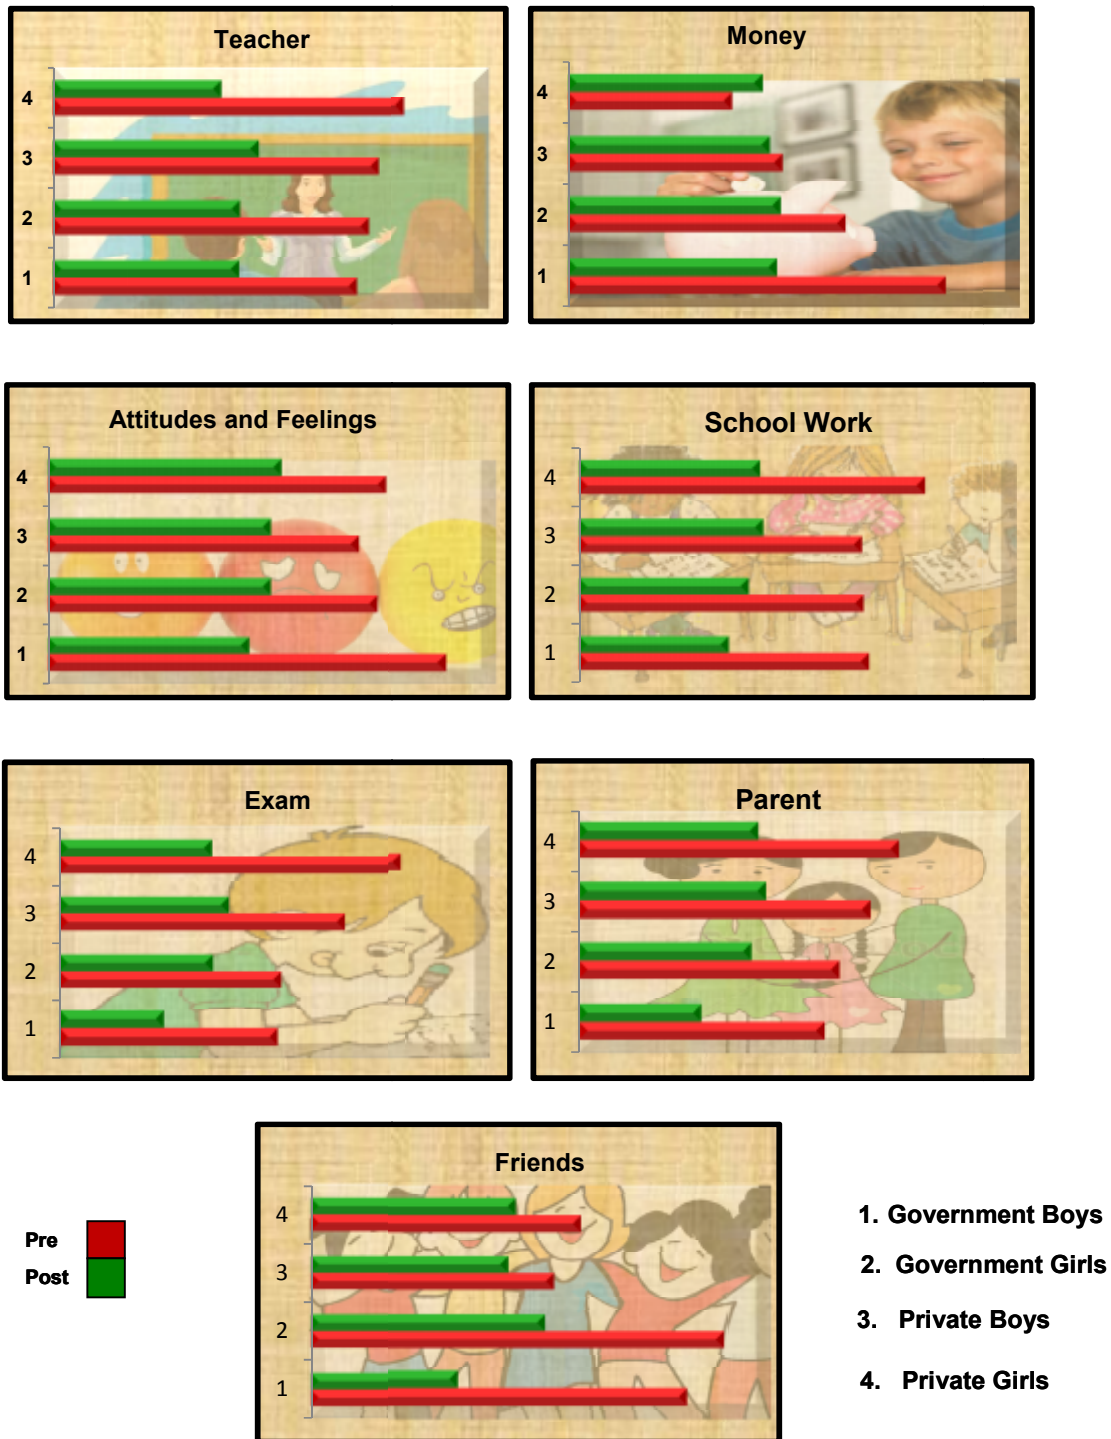 Teacher
4
3
2
1
Money
4
3
2
1
Attitudes and Feelings
4
3
2
1
School Work
4
3
2
1
Exam
4
3
2
1
Parent
4
3
2
1
Friends
4
3
2
1
Pre
Post
1. Government Boys
2. Government Girls
3. Private Boys
4. Private Girls